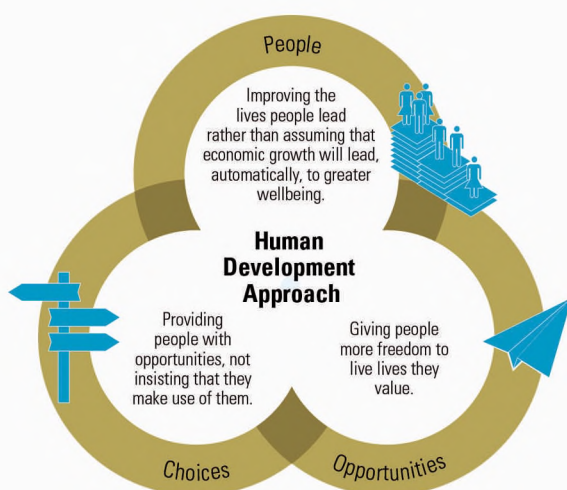 People
Improving the
lives people lead
rather than assuming that
economic growth will lead,
automatically, to greater
wellbeing.
Human
Development
Approach
Providing
people with
opportunities, not
insisting that they
make use of them.
Giving people
more freedom to
live lives they
value.
Choices
Opportunities